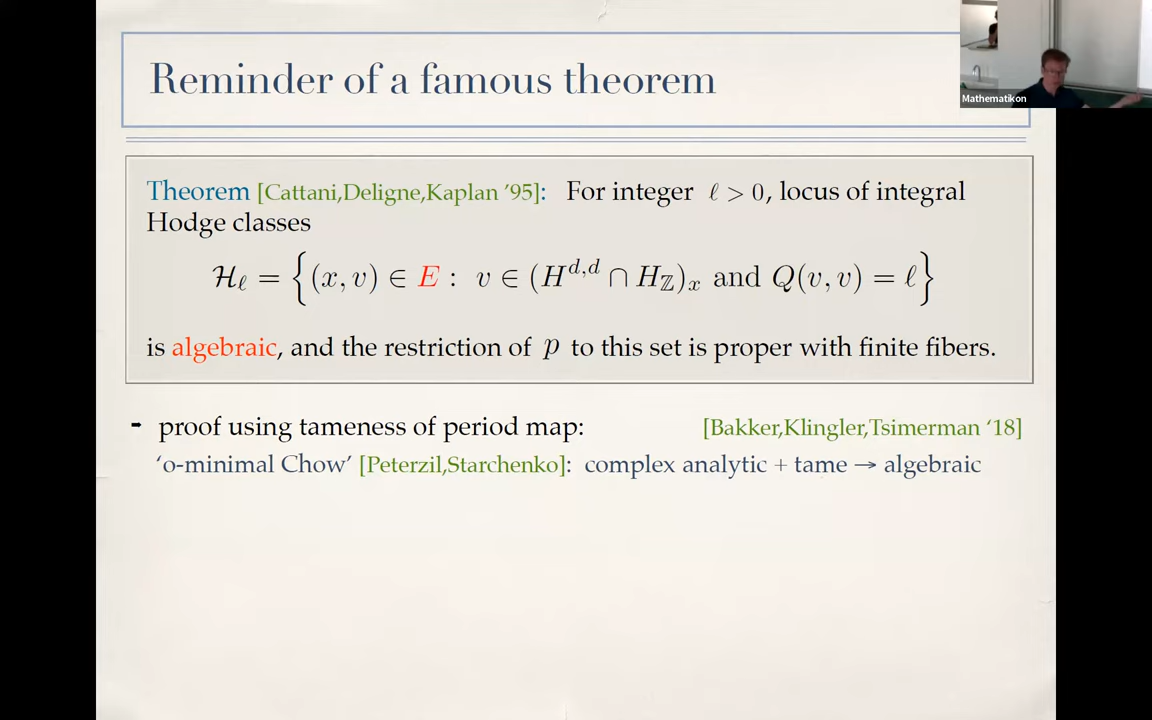 Reminder of a famous theorem
Mathematikon
Theorem [Cattani,Deligne,Kaplan ’95]: For integer ℓ > 0, locus of integral
Hodge classes
ℋ_ℓ = {(x, v) ∈ E : v ∈ (H^{d,d} ∩ H_ℤ)_x and Q(v, v) = ℓ}
is algebraic, and the restriction of p to this set is proper with finite fibers.
➡ proof using tameness of period map: [Bakker,Klingler,Tsimerman ‘18]
‘o-minimal Chow’ [Peterzil,Starchenko]: complex analytic + tame → algebraic